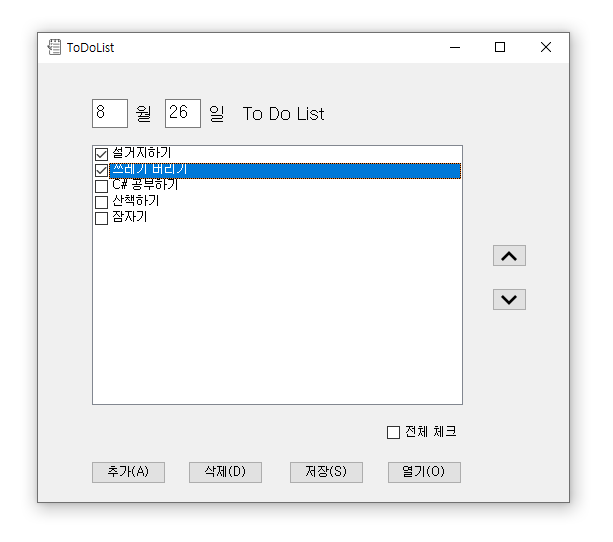 ToDoList
8 월 26 일 To Do List
설거지하기
쓰레기 버리기
C# 공부하기
산책하기
잠자기
전체 체크
추가(A) 삭제(D) 저장(S) 열기(O)